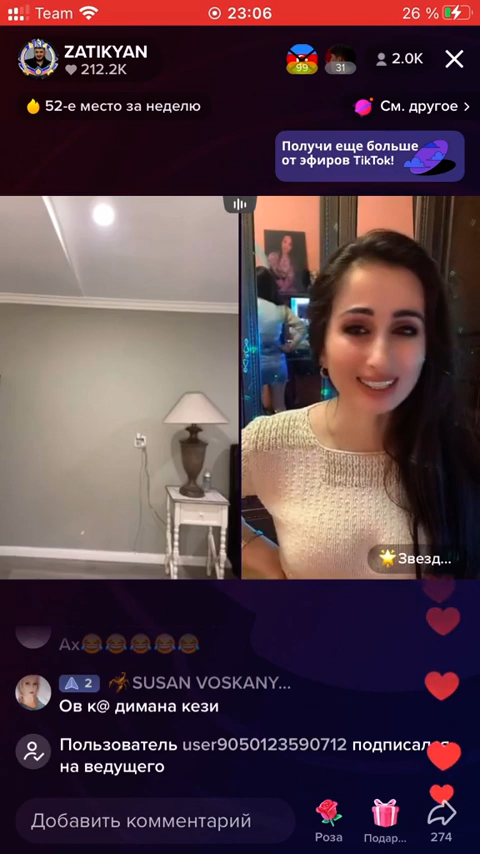 Team 23:06 26 %
ZATIKYAN
212.2K
99
31
2.0K
52-е место за неделю
См. другое >
Получи еще больше
от эфиров TikTok!
Звезд...
Ах😂😂😂😂😂
2 SUSAN VOSKANY...
Ов к@ димана кези
Пользователь user9050123590712 подписался
на ведущего
Добавить комментарий
Роза
Подар...
274